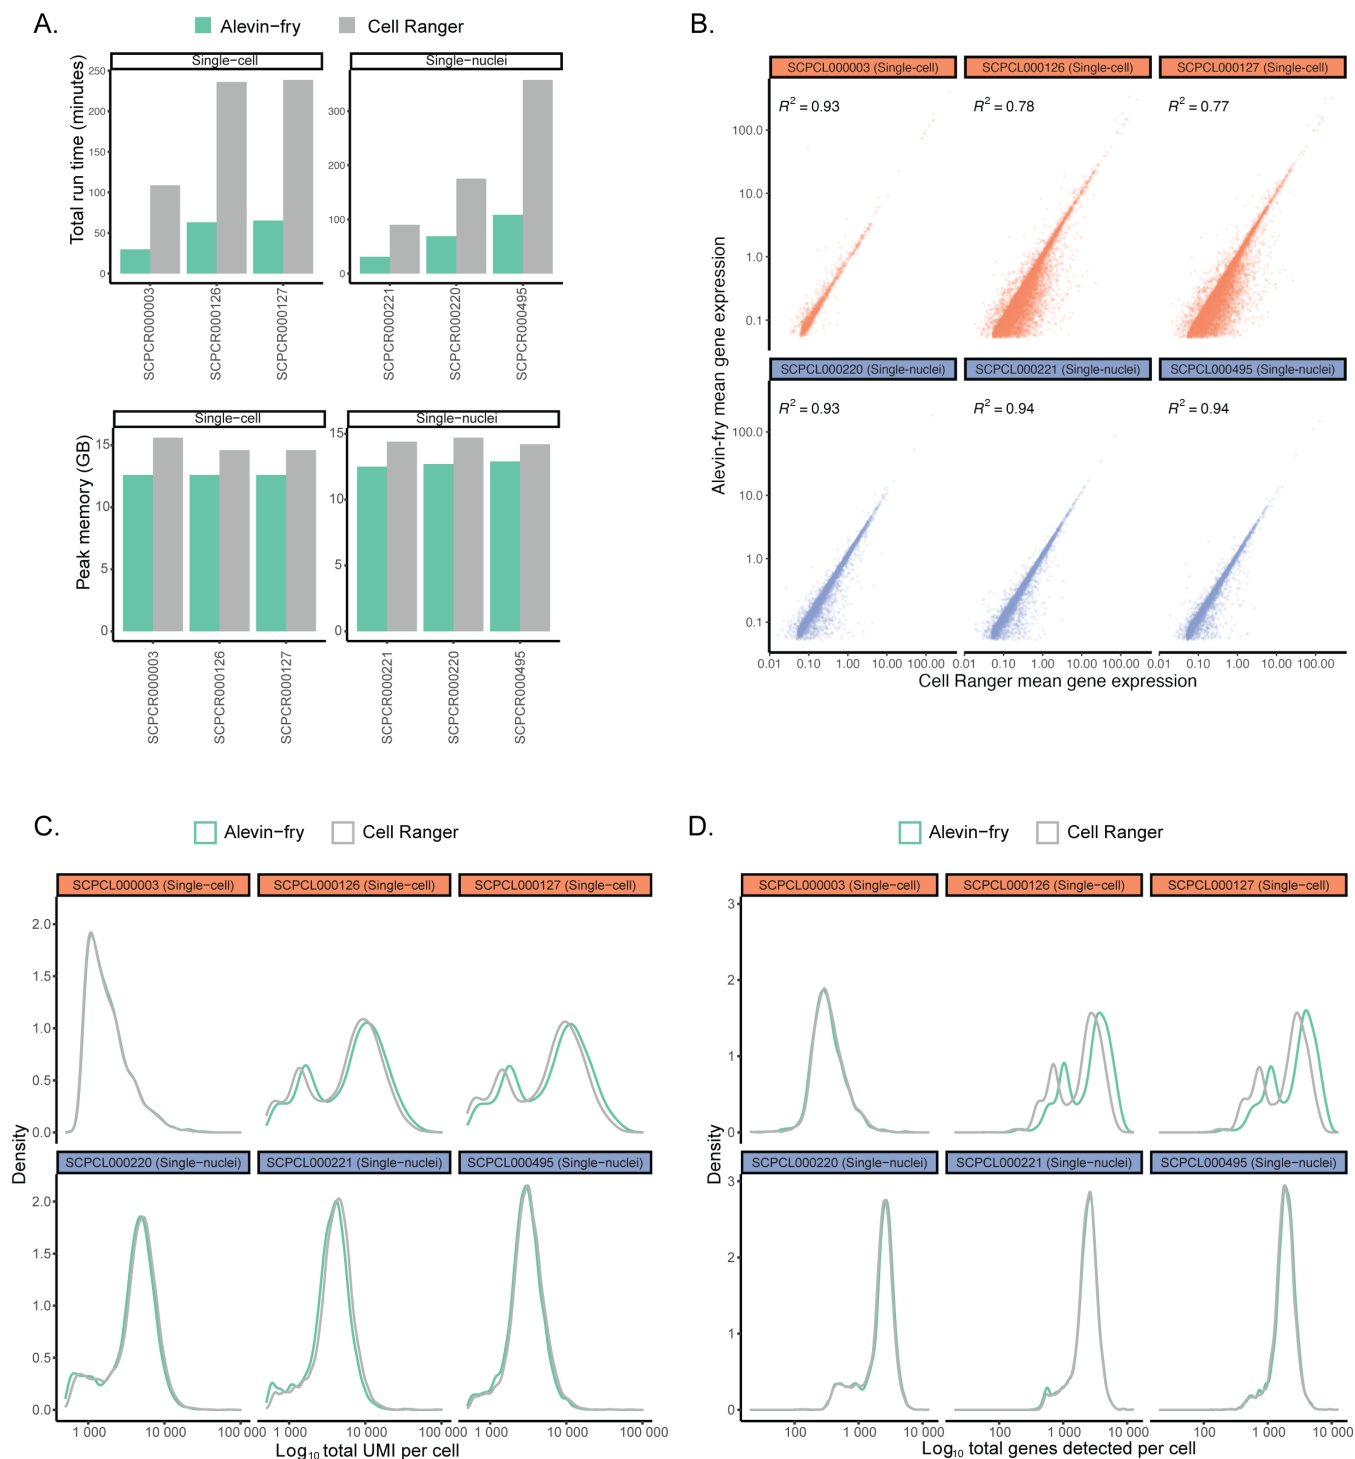 A.
Alevin−fry
Cell Ranger
Single−cell
Single−nuclei
Total run time (minutes)
250
200
150
100
50
0
300
200
100
0
SCPCR000003
SCPCR000126
SCPCR000127
SCPCR000221
SCPCR000220
SCPCR000495
Single−cell
Single−nuclei
Peak memory (GB)
15
10
5
0
15
10
5
0
SCPCR000003
SCPCR000126
SCPCR000127
SCPCR000221
SCPCR000220
SCPCR000495
B.
SCPCL000003 (Single-cell)
SCPCL000126 (Single-cell)
SCPCL000127 (Single-cell)
R² = 0.93
R² = 0.78
R² = 0.77
100.0
10.0
1.0
0.1
Alevin-fry mean gene expression
SCPCL000220 (Single-nuclei)
SCPCL000221 (Single-nuclei)
SCPCL000495 (Single-nuclei)
R² = 0.93
R² = 0.94
R² = 0.94
100.0
10.0
1.0
0.1
0.01 0.10 1.00 10.00 100.00
0.01 0.10 1.00 10.00 100.00
0.01 0.10 1.00 10.00 100.00
Cell Ranger mean gene expression
C.
Alevin−fry
Cell Ranger
SCPCL000003 (Single−cell)
SCPCL000126 (Single−cell)
SCPCL000127 (Single−cell)
2.0
1.5
1.0
0.5
0.0
Density
SCPCL000220 (Single−nuclei)
SCPCL000221 (Single−nuclei)
SCPCL000495 (Single−nuclei)
2.0
1.5
1.0
0.5
0.0
1 000 10 000 100 000
1 000 10 000 100 000
1 000 10 000 100 000
Log₁₀ total UMI per cell
D.
Alevin−fry
Cell Ranger
SCPCL000003 (Single−cell)
SCPCL000126 (Single−cell)
SCPCL000127 (Single−cell)
3
2
1
0
Density
SCPCL000220 (Single−nuclei)
SCPCL000221 (Single−nuclei)
SCPCL000495 (Single−nuclei)
3
2
1
0
100 1 000 10 000
100 1 000 10 000
100 1 000 10 000
Log₁₀ total genes detected per cell